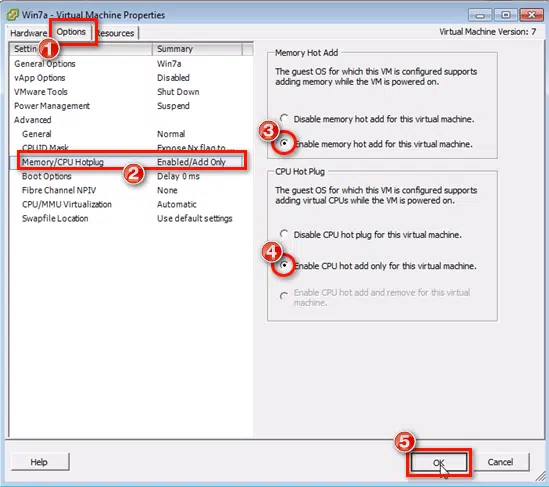 Win7a - Virtual Machine Properties
Hardware Options Resources Virtual Machine Version: 7
1
Settings Summary
General Options Win7a
vApp Options Disabled
VMware Tools Shut Down
Power Management Suspend
Advanced
General Normal
CPUID Mask Expose Nx flag to ...
Memory/CPU Hotplug Enabled/Add Only
2
Boot Options Delay 0 ms
Fibre Channel NPIV None
CPU/MMU Virtualization Automatic
Swapfile Location Use default settings
Memory Hot Add
The guest OS for which this VM is configured supports
adding memory while the VM is powered on.
Disable memory hot add for this virtual machine.
3
Enable memory hot add for this virtual machine.
CPU Hot Plug
The guest OS for which this VM is configured supports
adding virtual CPUs while the VM is powered on.
Disable CPU hot plug for this virtual machine.
4
Enable CPU hot add only for this virtual machine.
Enable CPU hot add and remove for this virtual
machine.
5
Help OK Cancel